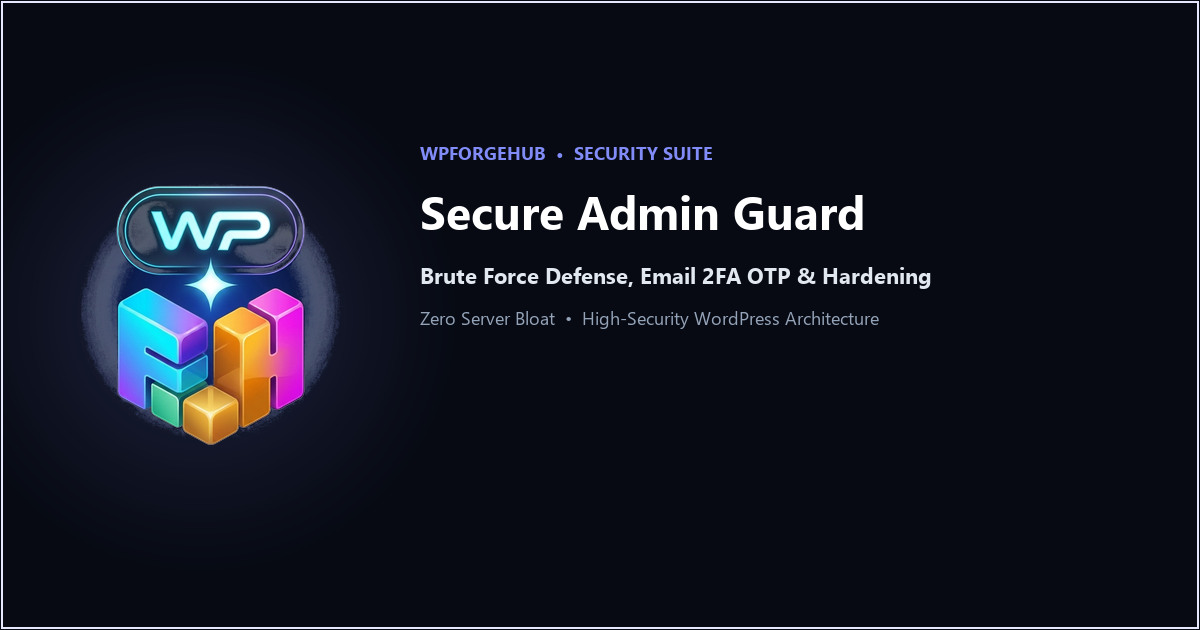 WP
FH
WPFORGEHUB • SECURITY SUITE
Secure Admin Guard
Brute Force Defense, Email 2FA OTP & Hardening
Zero Server Bloat • High-Security WordPress Architecture